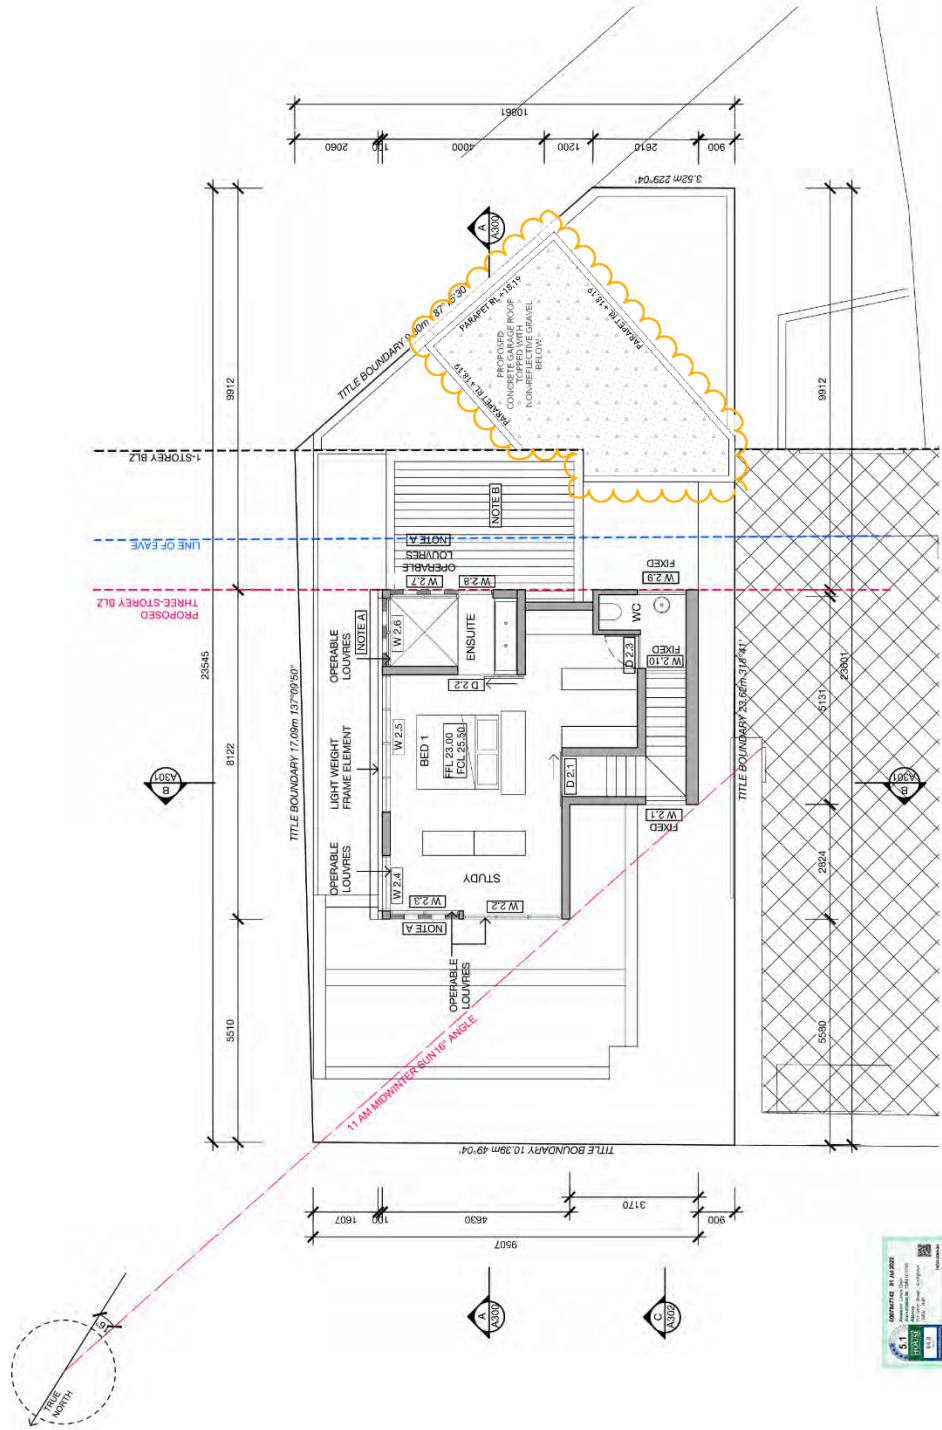 10961
2060
100
4000
1200
2610
900
3.52m 229°04'
A
A300
TITLE BOUNDARY
87°15'30
PARAPET RL +18.19
PROPOSED
CONCRETE GARAGE ROOF
TOPPED WITH
NON-REFLECTIVE GRAVEL
BELOW
PARAPET RL +18.19
PARAPET RL +18.19
9912
9912
1-STOREY BLZ
LINE OF EAVE
PROPOSED
THREE-STOREY BLZ
NOTE B
OPERABLE
LOUVRES
NOTE A
W 2.7
W 2.8
FIXED
W 2.9
NOTE A
OPERABLE
LOUVRES
W 2.6
ENSUITE
WC
D 2.3
W 2.10
FIXED
D 2.2
23545
8122
TITLE BOUNDARY 17.09m 137°09'50"
LIGHT WEIGHT
FRAME ELEMENT
W 2.5
BED 1
FFL 23.00
FCL 25.50
D 2.1
W 2.1
FIXED
TITLE BOUNDARY 23.62m 318°41'
23601
5131
B
A301
B
A301
OPERABLE
LOUVRES
W 2.4
STUDY
W 2.3
W 2.2
NOTE A
OPERABLE
LOUVRES
2824
5510
5580
11 AM MIDWINTER SUN 16° ANGLE
TITLE BOUNDARY 10.39m 49°04'
1607
100
4630
3170
900
9507
A
A300
C
A302
TRUE
NORTH
5.1
HOUSE